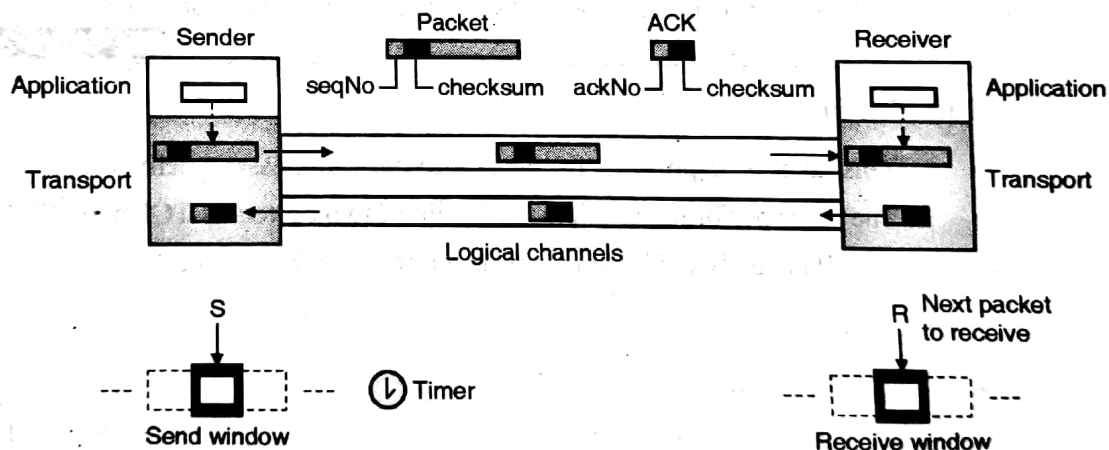 Packet
ACK
Sender
Receiver
seqNo
checksum
ackNo
checksum
Application
Application
Transport
Transport
Logical channels
S
R
Next packet
to receive
Timer
Send window
Receive window